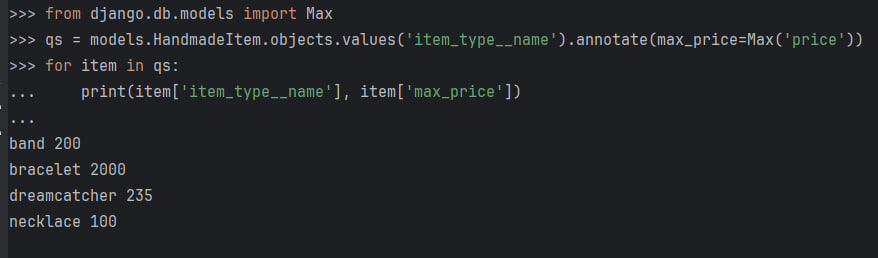 >>> from django.db.models import Max
>>> qs = models.HandmadeItem.objects.values('item_type__name').annotate(max_price=Max('price'))
>>> for item in qs:
...     print(item['item_type__name'], item['max_price'])
...
band 200
bracelet 2000
dreamcatcher 235
necklace 100